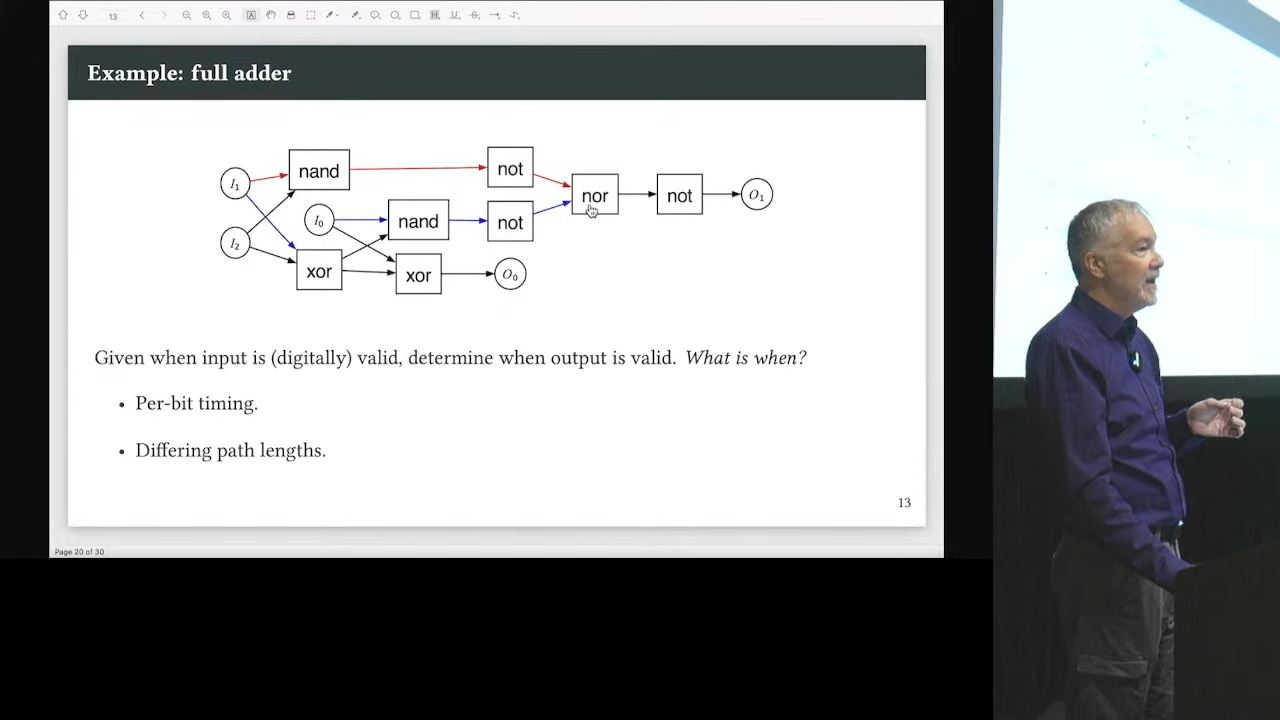 13
Example: full adder
nand
not
I₁
not
nor
O₁
I₀
nand
not
I₂
xor
xor
O₀
Given when input is (digitally) valid, determine when output is valid. What is when?
• Per-bit timing.
• Differing path lengths.
13
Page 20 of 30